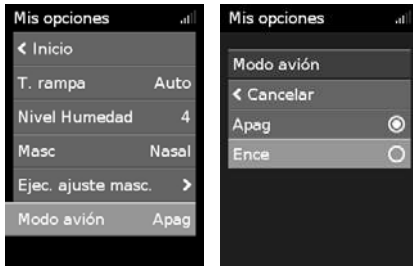 Mis opciones
Inicio
T. rampa Auto
Nivel Humedad 4
Masc Nasal
Ejec. ajuste masc.
Modo avión Apag
Mis opciones
Modo avión
Cancelar
Apag
Ence